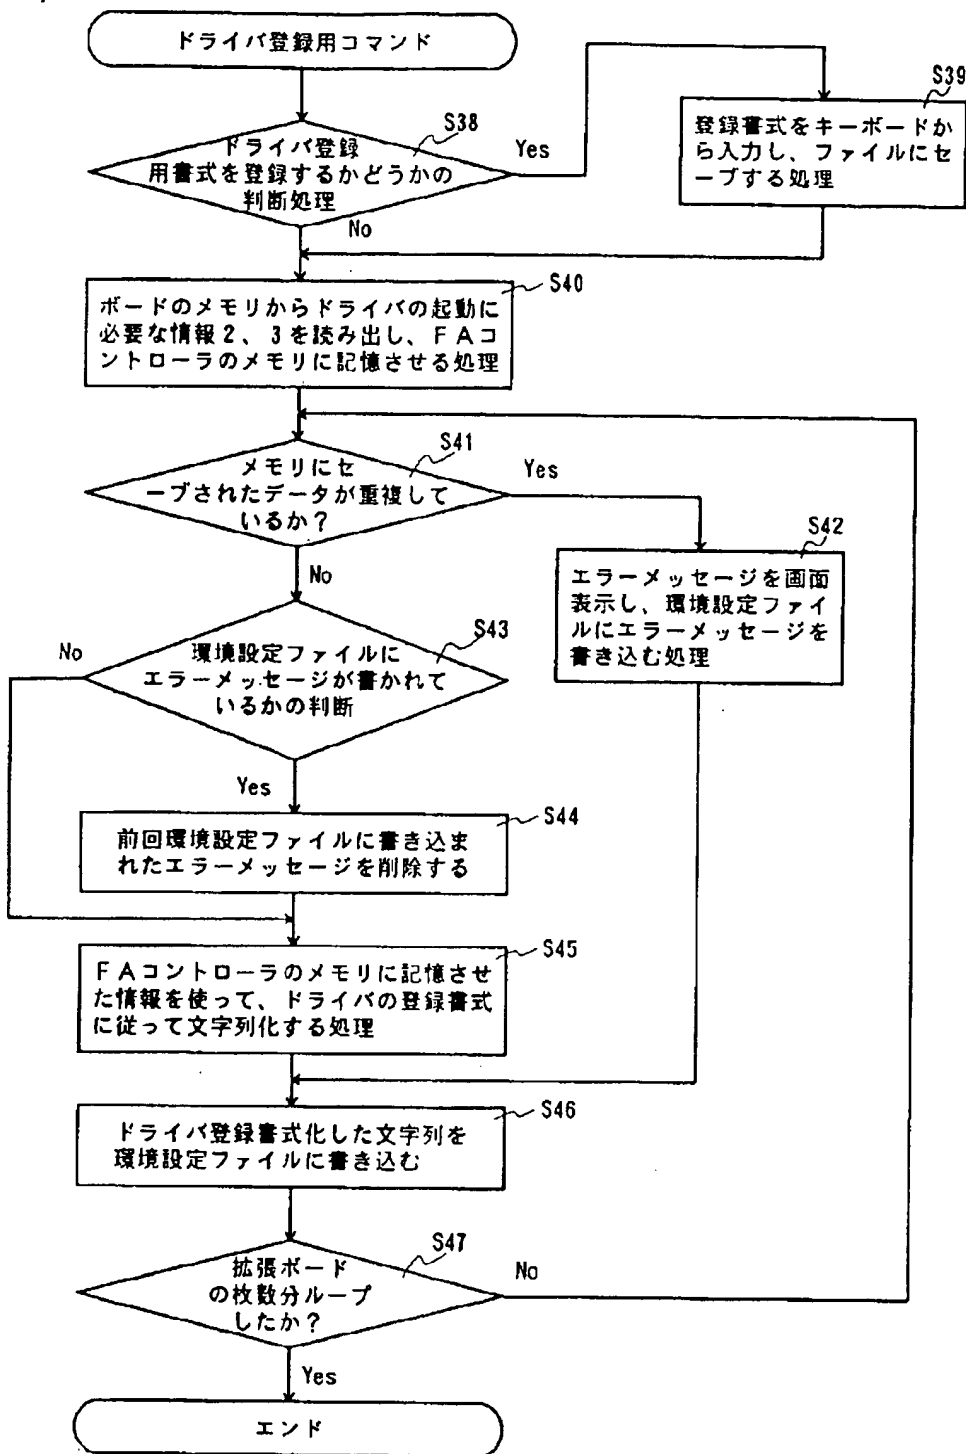 ドライバ登録用コマンド
S38
ドライバ登録
用書式を登録するかどうかの
判断処理
Yes
No
S39
登録書式をキーボードか
ら入力し、ファイルにセ
ーブする処理
S40
ボードのメモリからドライバの起動に
必要な情報2、3を読み出し、FAコ
ントローラのメモリに記憶させる処理
S41
メモリにセ
ーブされたデータが重複して
いるか？
Yes
No
S42
エラーメッセージを画面
表示し、環境設定ファイ
ルにエラーメッセージを
書き込む処理
S43
環境設定ファイルに
エラーメッセージが書かれて
いるかの判断
No
Yes
S44
前回環境設定ファイルに書き込ま
れたエラーメッセージを削除する
S45
FAコントローラのメモリに記憶させ
た情報を使って、ドライバの登録書式
に従って文字列化する処理
S46
ドライバ登録書式化した文字列を
環境設定ファイルに書き込む
S47
拡張ボード
の枚数分ループ
したか？
No
Yes
エンド